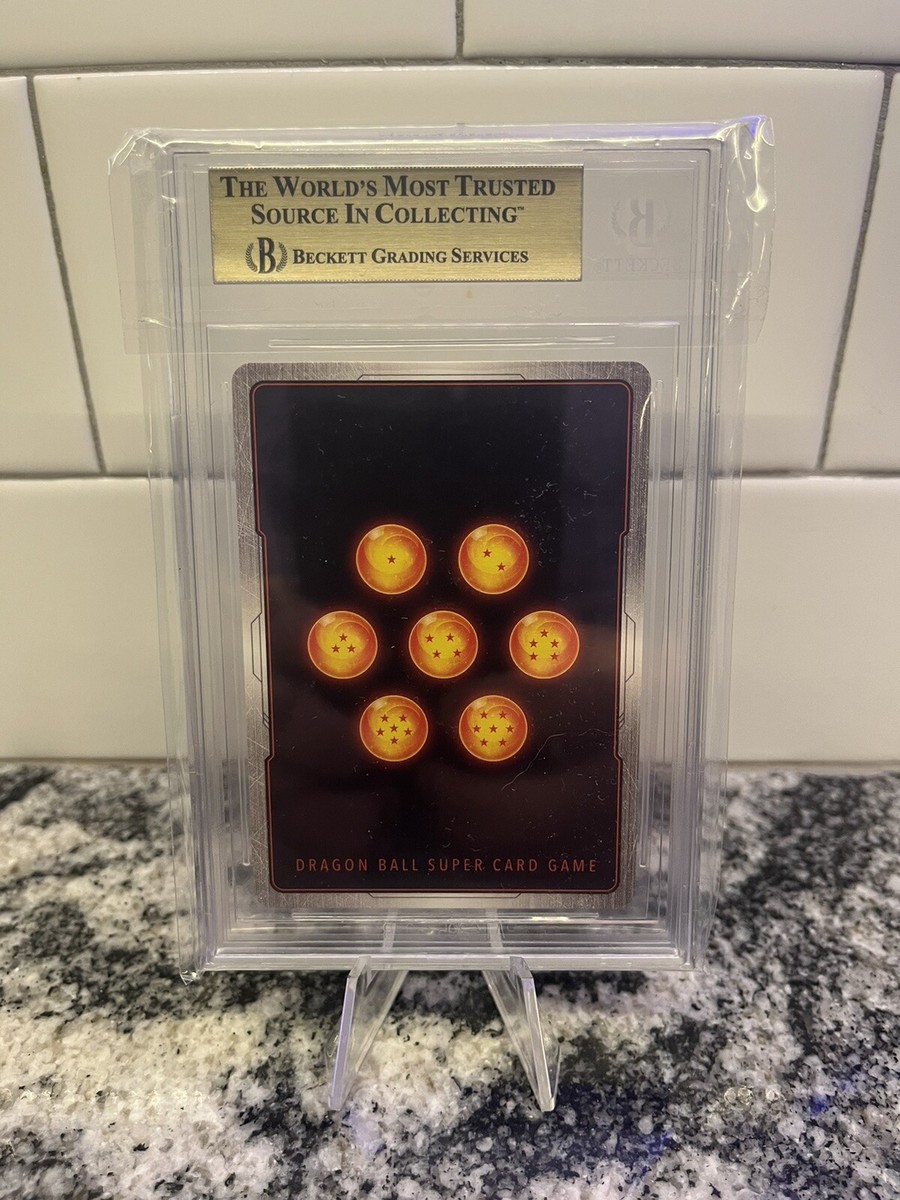 THE WORLD'S MOST TRUSTED
SOURCE IN COLLECTING™
B BECKETT GRADING SERVICES
DRAGON BALL SUPER CARD GAME